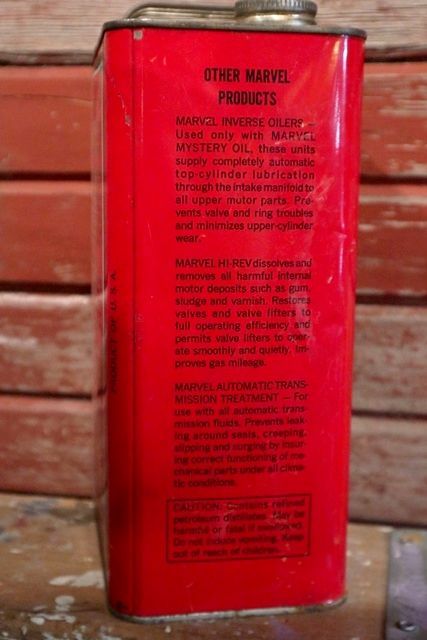 OTHER MARVEL
PRODUCTS
MARVEL INVERSE OILERS —
Used only with MARVEL
MYSTERY OIL, these units
supply completely automatic
top-cylinder lubrication
through the intake manifold to
all upper motor parts. Pre-
vents valve and ring troubles
and minimizes upper-cylinder
wear.
MARVEL HI-REV dissolves and
removes all harmful internal
motor deposits such as gum,
sludge and varnish. Restores
valves and valve lifters to
full operating efficiency and
permits valve lifters to oper-
ate smoothly and quietly. Im-
proves gas mileage.
MARVEL AUTOMATIC TRANS-
MISSION TREATMENT — For
use with all automatic trans-
mission fluids. Prevents leak-
ing around seals, creeping,
slipping and surging by insur-
ing correct functioning of me-
chanical parts under all clima-
tic conditions.
CAUTION: Contains refined
petroleum distillates. May be
harmful or fatal if swallowed.
Do not induce vomiting. Keep
out of reach of children.
PRODUCT OF U.S.A.